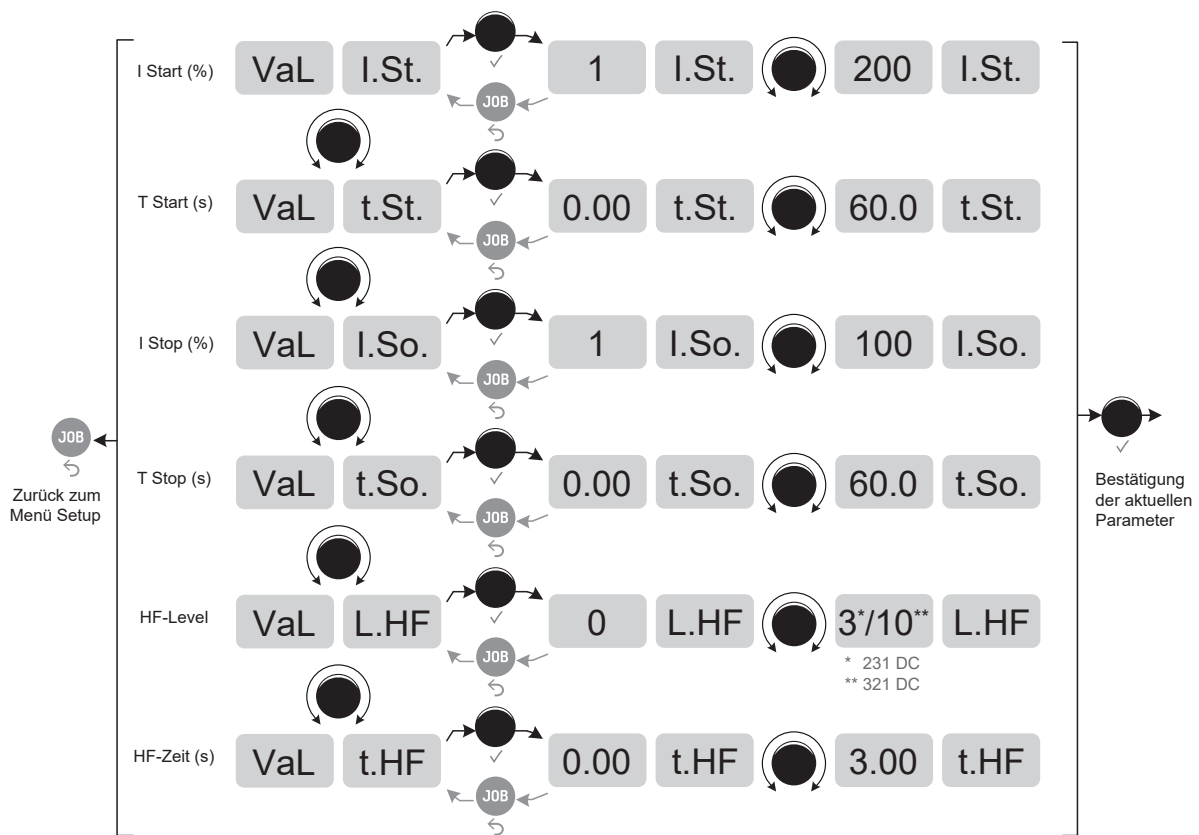 I Start (%) VaL I.St. 1 I.St. 200 I.St.
JOB
T Start (s) VaL t.St. 0.00 t.St. 60.0 t.St.
JOB
I Stop (%) VaL I.So. 1 I.So. 100 I.So.
JOB
T Stop (s) VaL t.So. 0.00 t.So. 60.0 t.So.
JOB
HF-Level VaL L.HF 0 L.HF 3*/10** L.HF
JOB
* 231 DC
** 321 DC
HF-Zeit (s) VaL t.HF 0.00 t.HF 3.00 t.HF
JOB
JOB
Zurück zum
Menü Setup
Bestätigung
der aktuellen
Parameter